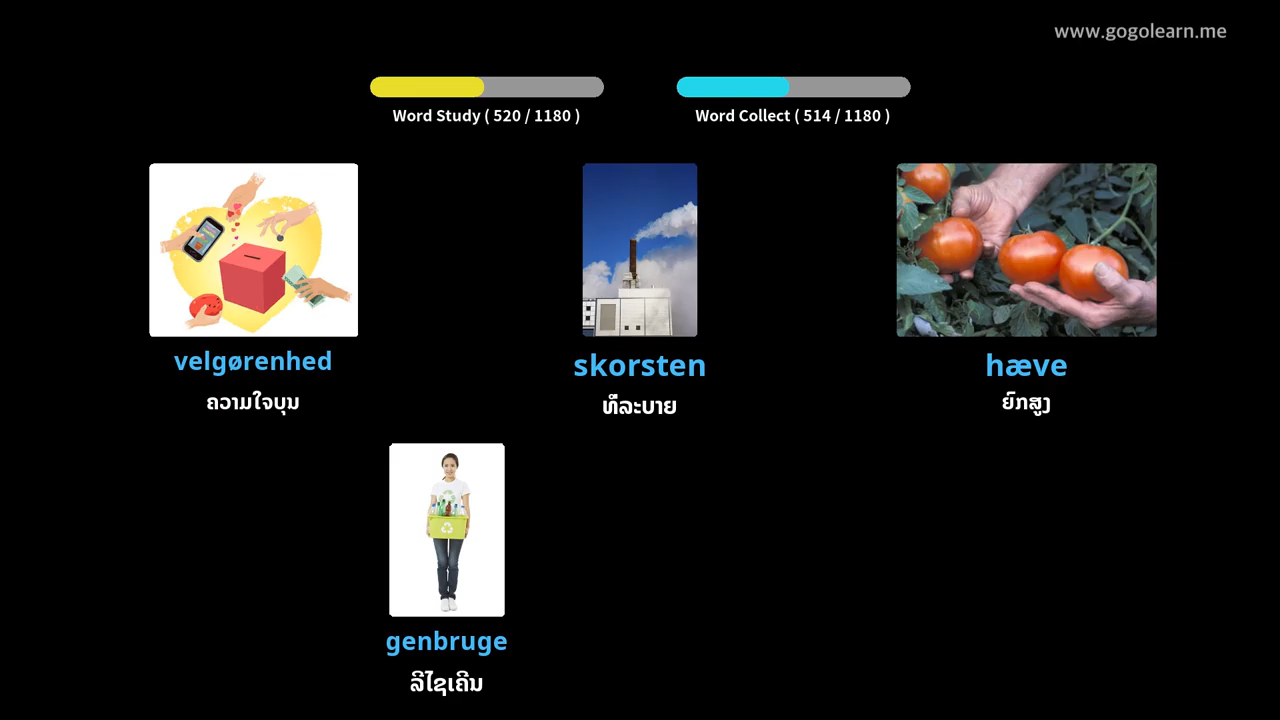 www.gogolearn.me
Word Study ( 520 / 1180 )
Word Collect ( 514 / 1180 )
velgørenhed
skorsten
hæve
ຄວາມໃຈບຸນ
ທໍ່ລະບາຍ
ຍົກສູງ
genbruge
ລີໄຊເຄີນ